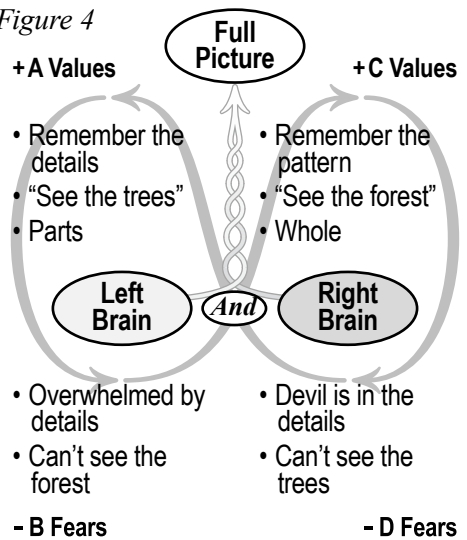 Figure 4
Full
Picture
+A Values
+C Values
• Remember the
details
• “See the trees”
• Parts
• Remember the
pattern
• “See the forest”
• Whole
Left
Brain
And
Right
Brain
• Overwhelmed by
details
• Can’t see the
forest
• Devil is in the
details
• Can’t see the
trees
– B Fears
– D Fears